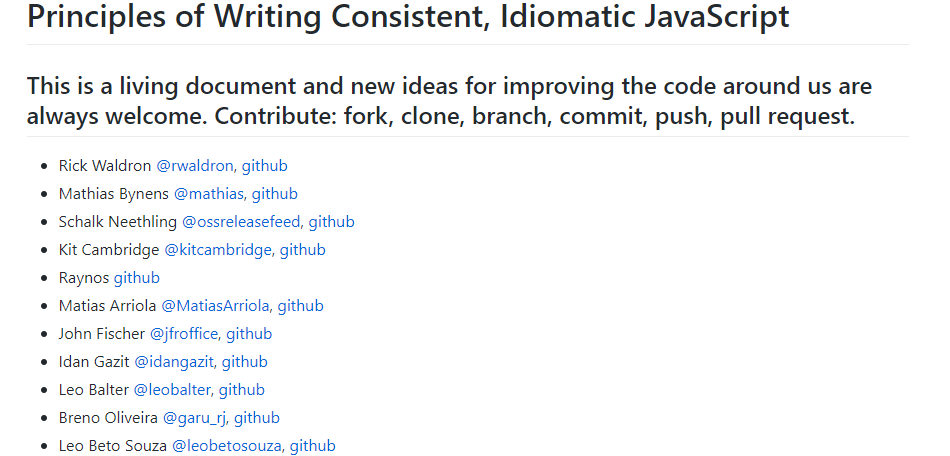 Principles of Writing Consistent, Idiomatic JavaScript
This is a living document and new ideas for improving the code around us are
always welcome. Contribute: fork, clone, branch, commit, push, pull request.
• Rick Waldron @rwaldron, github
• Mathias Bynens @mathias, github
• Schalk Neethling @ossreleasefeed, github
• Kit Cambridge @kitcambridge, github
• Raynos github
• Matias Arriola @MatiasArriola, github
• John Fischer @jfroffice, github
• Idan Gazit @idangazit, github
• Leo Balter @leobalter, github
• Breno Oliveira @garu_rj, github
• Leo Beto Souza @leobetosouza, github